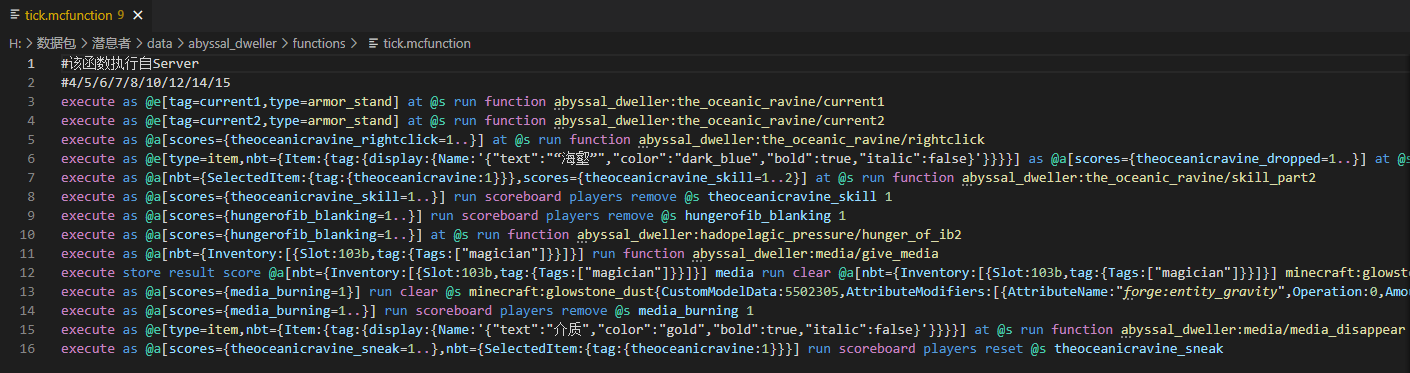 tick.mcfunction 9
H: > 数据包 > 潜息者 > data > abyssal_dweller > functions > tick.mcfunction
1 #该函数执行自Server
2 #4/5/6/7/8/10/12/14/15
3 execute as @e[tag=current1,type=armor_stand] at @s run function abyssal_dweller:the_oceanic_ravine/current1
4 execute as @e[tag=current2,type=armor_stand] at @s run function abyssal_dweller:the_oceanic_ravine/current2
5 execute as @a[scores={theoceanicravine_rightclick=1..}] at @s run function abyssal_dweller:the_oceanic_ravine/rightclick
6 execute as @e[type=item,nbt={Item:{tag:{display:{Name:'{"text":"“海壑”","color":"dark_blue","bold":true,"italic":false}'}}}}] as @a[scores={theoceanicravine_dropped=1..}] at @s
7 execute as @a[nbt={SelectedItem:{tag:{theoceanicravine:1}}},scores={theoceanicravine_skill=1..2}] at @s run function abyssal_dweller:the_oceanic_ravine/skill_part2
8 execute as @a[scores={theoceanicravine_skill=1..}] run scoreboard players remove @s theoceanicravine_skill 1
9 execute as @a[scores={hungerofib_blanking=1..}] run scoreboard players remove @s hungerofib_blanking 1
10 execute as @a[scores={hungerofib_blanking=1..}] at @s run function abyssal_dweller:hadopelagic_pressure/hunger_of_ib2
11 execute as @a[nbt={Inventory:[{Slot:103b,tag:{Tags:["magician"]}}]}] run function abyssal_dweller:media/give_media
12 execute store result score @a[nbt={Inventory:[{Slot:103b,tag:{Tags:["magician"]}}]}] media run clear @a[nbt={Inventory:[{Slot:103b,tag:{Tags:["magician"]}}]}] minecraft:glowst
13 execute as @a[scores={media_burning=1}] run clear @s minecraft:glowstone_dust{CustomModelData:5502305,AttributeModifiers:[{AttributeName:"forge:entity_gravity",Operation:0,Amou
14 execute as @a[scores={media_burning=1..}] run scoreboard players remove @s media_burning 1
15 execute as @e[type=item,nbt={Item:{tag:{display:{Name:'{"text":"介质","color":"gold","bold":true,"italic":false}'}}}}] at @s run function abyssal_dweller:media/media_disappear
16 execute as @a[scores={theoceanicravine_sneak=1..},nbt={SelectedItem:{tag:{theoceanicravine:1}}}] run scoreboard players reset @s theoceanicravine_sneak